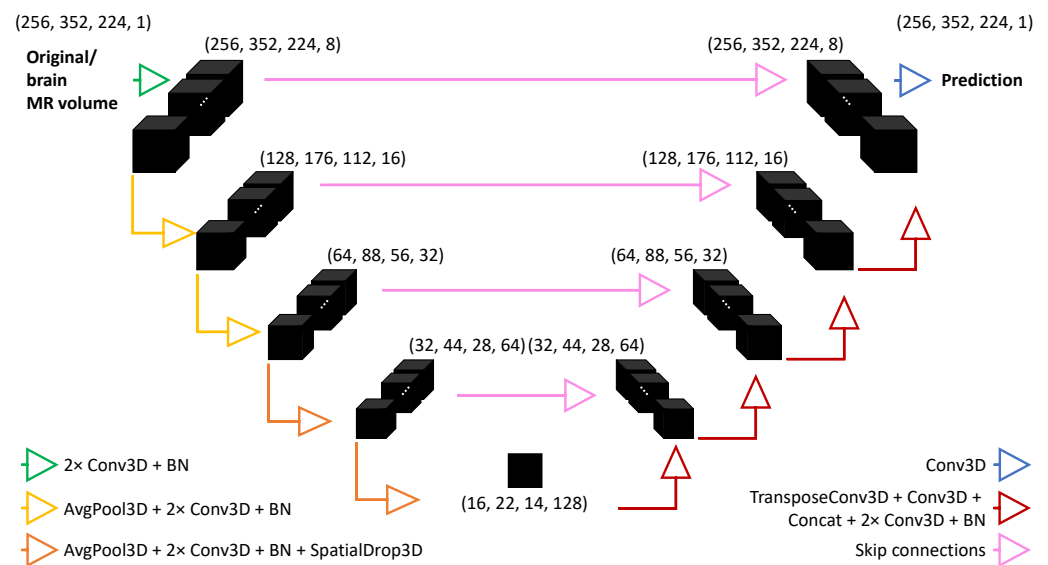 (256, 352, 224, 1)
(256, 352, 224, 1)
(256, 352, 224, 8)
(256, 352, 224, 8)
Original/
brain
MR volume
Prediction
(128, 176, 112, 16)
(128, 176, 112, 16)
(64, 88, 56, 32)
(64, 88, 56, 32)
(32, 44, 28, 64)
(32, 44, 28, 64)
(16, 22, 14, 128)
2× Conv3D + BN
AvgPool3D + 2× Conv3D + BN
AvgPool3D + 2× Conv3D + BN + SpatialDrop3D
Conv3D
TransposeConv3D + Conv3D +
Concat + 2× Conv3D + BN
Skip connections